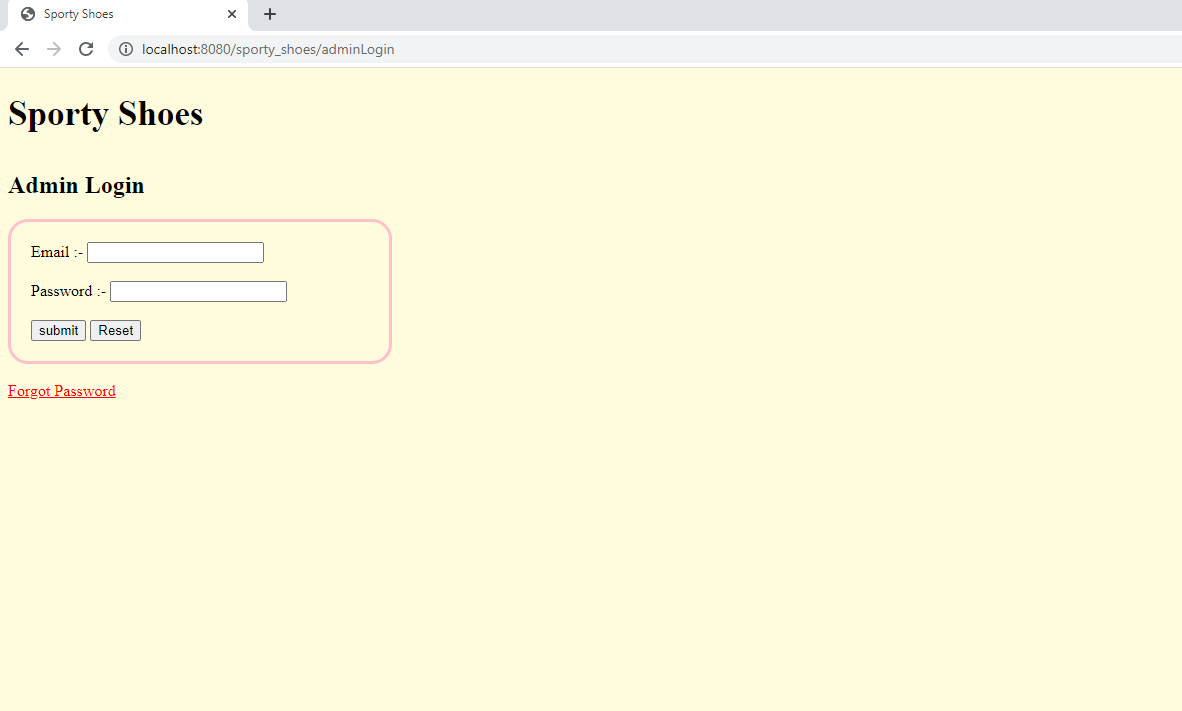 Sporty Shoes
localhost:8080/sporty_shoes/adminLogin
Sporty Shoes
Admin Login
Email :-
Password :-
submit Reset
Forgot Password